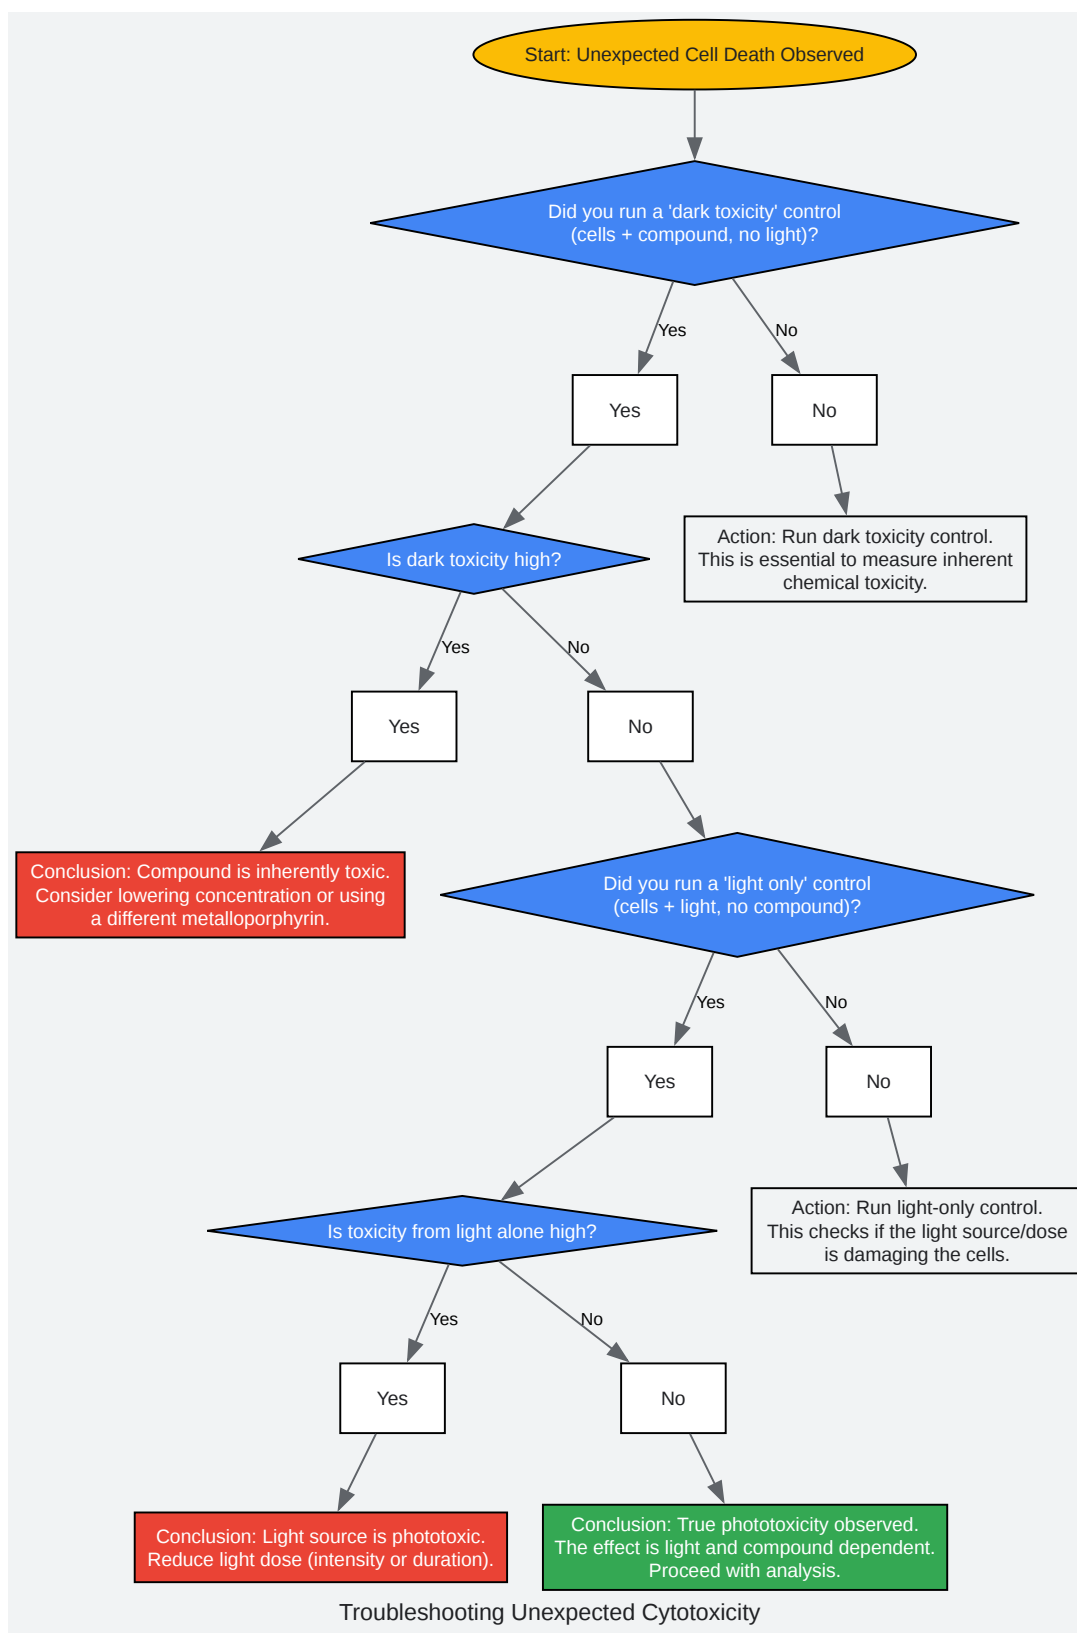 Start: Unexpected Cell Death Observed
Did you run a 'dark toxicity' control
(cells + compound, no light)?
Yes
No
Yes
No
Action: Run dark toxicity control.
This is essential to measure inherent
chemical toxicity.
Is dark toxicity high?
Yes
No
Yes
No
Conclusion: Compound is inherently toxic.
Consider lowering concentration or using
a different metalloporphyrin.
Did you run a 'light only' control
(cells + light, no compound)?
Yes
No
Yes
No
Action: Run light-only control.
This checks if the light source/dose
is damaging the cells.
Is toxicity from light alone high?
Yes
No
Yes
No
Conclusion: Light source is phototoxic.
Reduce light dose (intensity or duration).
Conclusion: True phototoxicity observed.
The effect is light and compound dependent.
Proceed with analysis.
Troubleshooting Unexpected Cytotoxicity